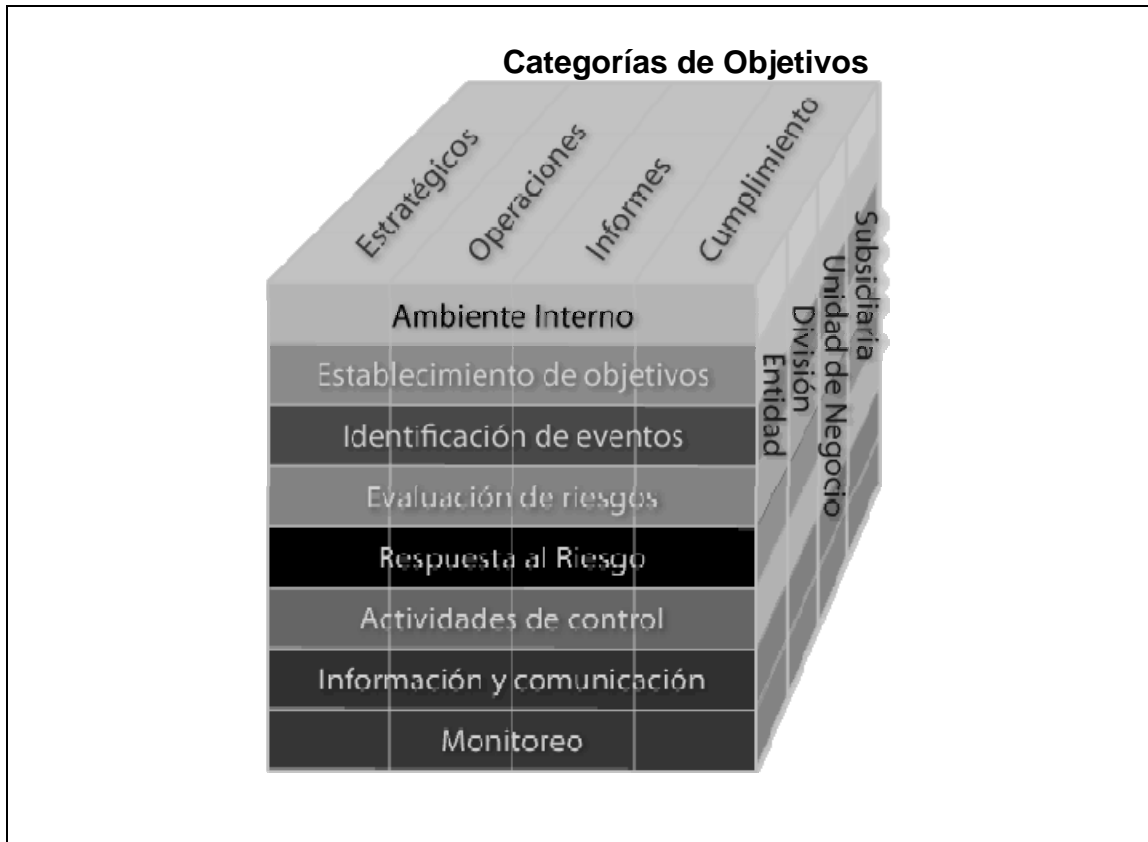 Categorías de Objetivos
Estratégicos
Operaciones
Informes
Cumplimiento
Ambiente Interno
Establecimiento de objetivos
Identificación de eventos
Evaluación de riesgos
Respuesta al Riesgo
Actividades de control
Información y comunicación
Monitoreo
Entidad
División
Unidad de Negocio
Subsidiaria